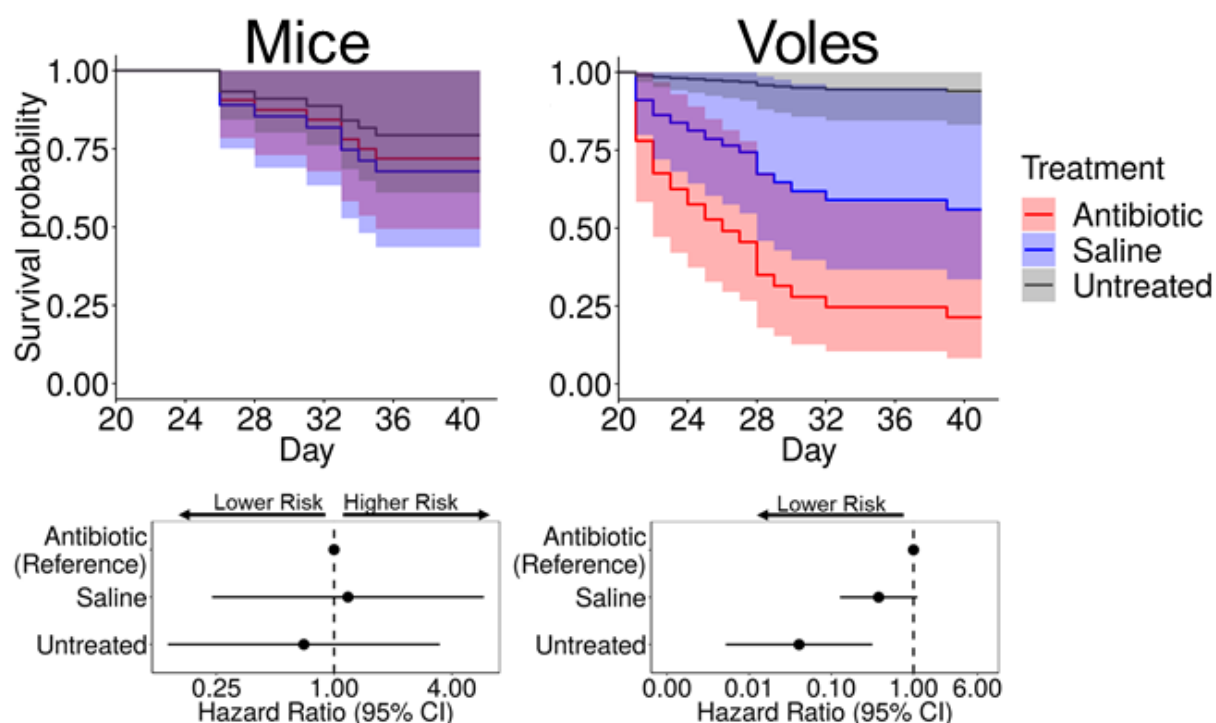 Mice
Voles
Survival probability
1.00
0.75
0.50
0.25
0.00
20 24 28 32 36 40
Day
1.00
0.75
0.50
0.25
0.00
20 24 28 32 36 40
Day
Treatment
Antibiotic
Saline
Untreated
Lower Risk Higher Risk
Antibiotic
(Reference)
Saline
Untreated
0.25 1.00 4.00
Hazard Ratio (95% CI)
Lower Risk
Antibiotic
(Reference)
Saline
Untreated
0.00 0.01 0.10 1.00 6.00
Hazard Ratio (95% CI)